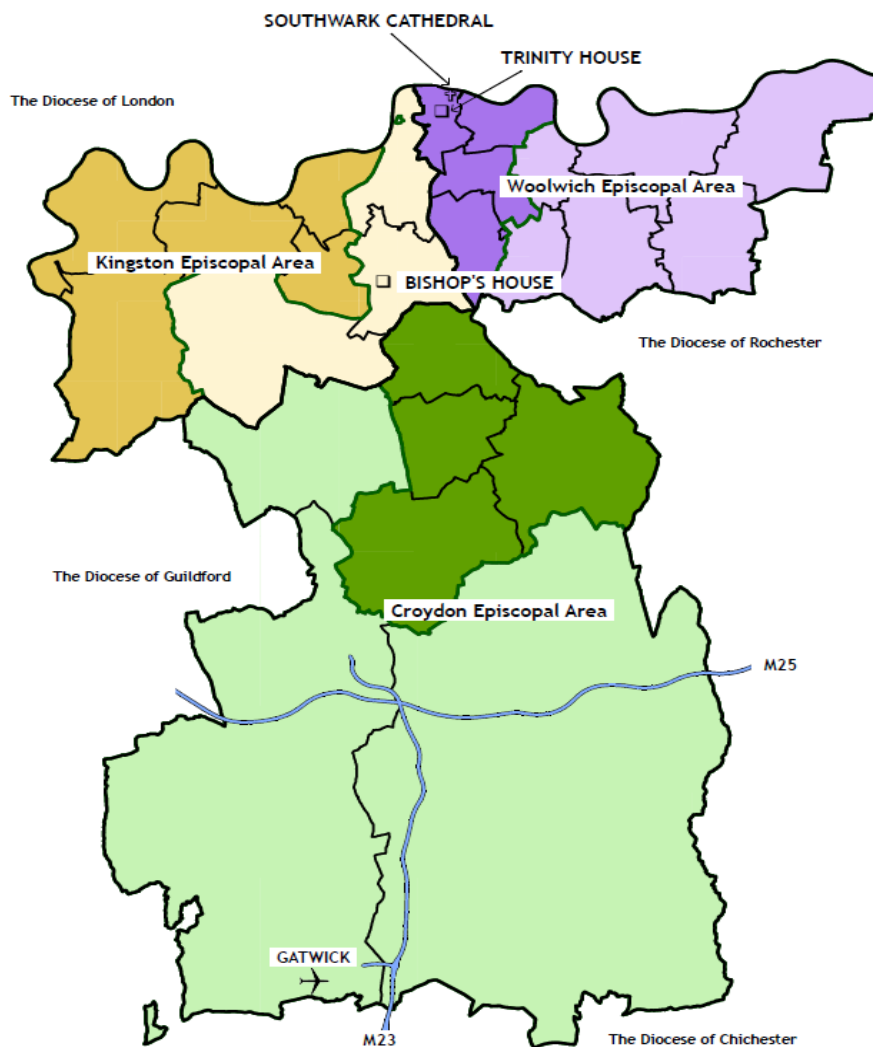 SOUTHWARK CATHEDRAL
TRINITY HOUSE
The Diocese of London
Woolwich Episcopal Area
Kingston Episcopal Area
BISHOP'S HOUSE
The Diocese of Rochester
The Diocese of Guildford
Croydon Episcopal Area
M25
GATWICK
M23
The Diocese of Chichester